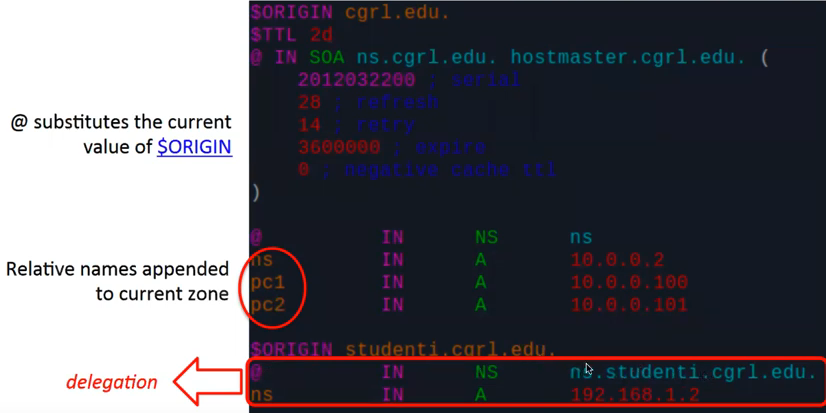 $ORIGIN cgrl.edu.
$TTL 2d
@ IN SOA ns.cgrl.edu. hostmaster.cgrl.edu. (
2012032200 ; serial
28 ; refresh
14 ; retry
3600000 ; expire
0 ; negative cache ttl
)
@ substitutes the current
value of $ORIGIN
@ IN NS ns
ns IN A 10.0.0.2
pc1 IN A 10.0.0.100
pc2 IN A 10.0.0.101
Relative names appended
to current zone
$ORIGIN studenti.cgrl.edu.
@ IN NS ns.studenti.cgrl.edu.
ns IN A 192.168.1.2
delegation